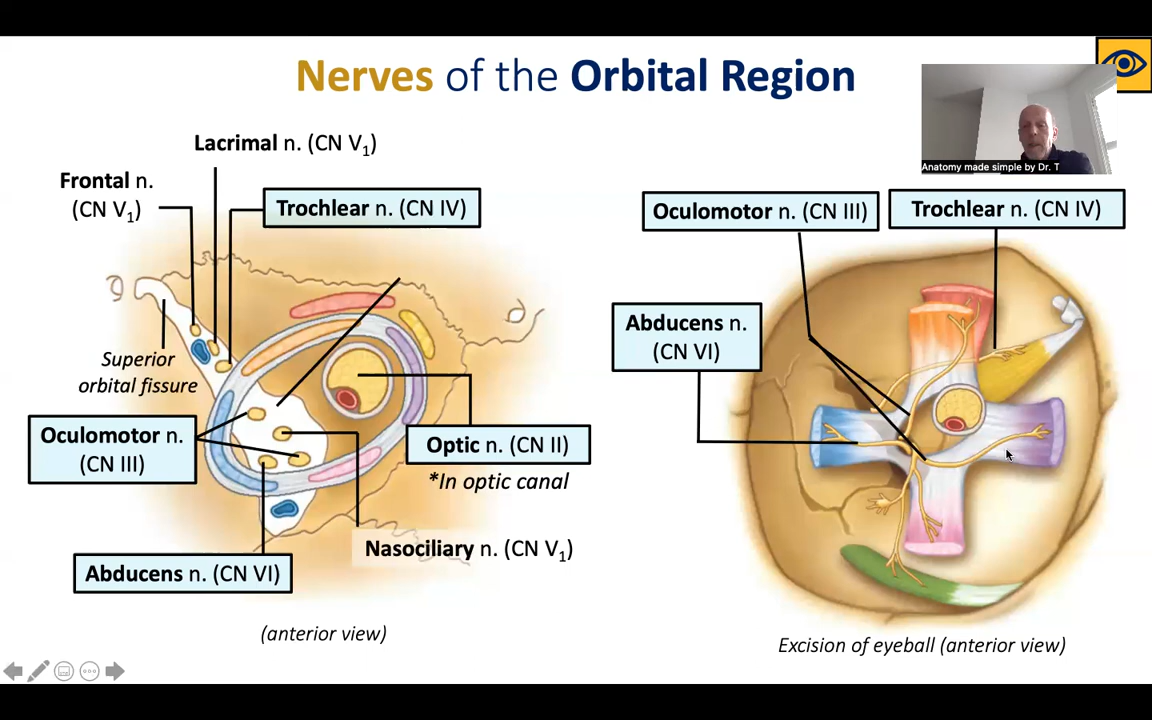 Nerves of the Orbital Region
Anatomy made simple by Dr. T
Lacrimal n. (CN V₁)
Frontal n.
(CN V₁)
Trochlear n. (CN IV)
Superior
orbital fissure
Oculomotor n.
(CN III)
Optic n. (CN II)
*In optic canal
Nasociliary n. (CN V₁)
Abducens n. (CN VI)
(anterior view)
Oculomotor n. (CN III)
Trochlear n. (CN IV)
Abducens n.
(CN VI)
Excision of eyeball (anterior view)